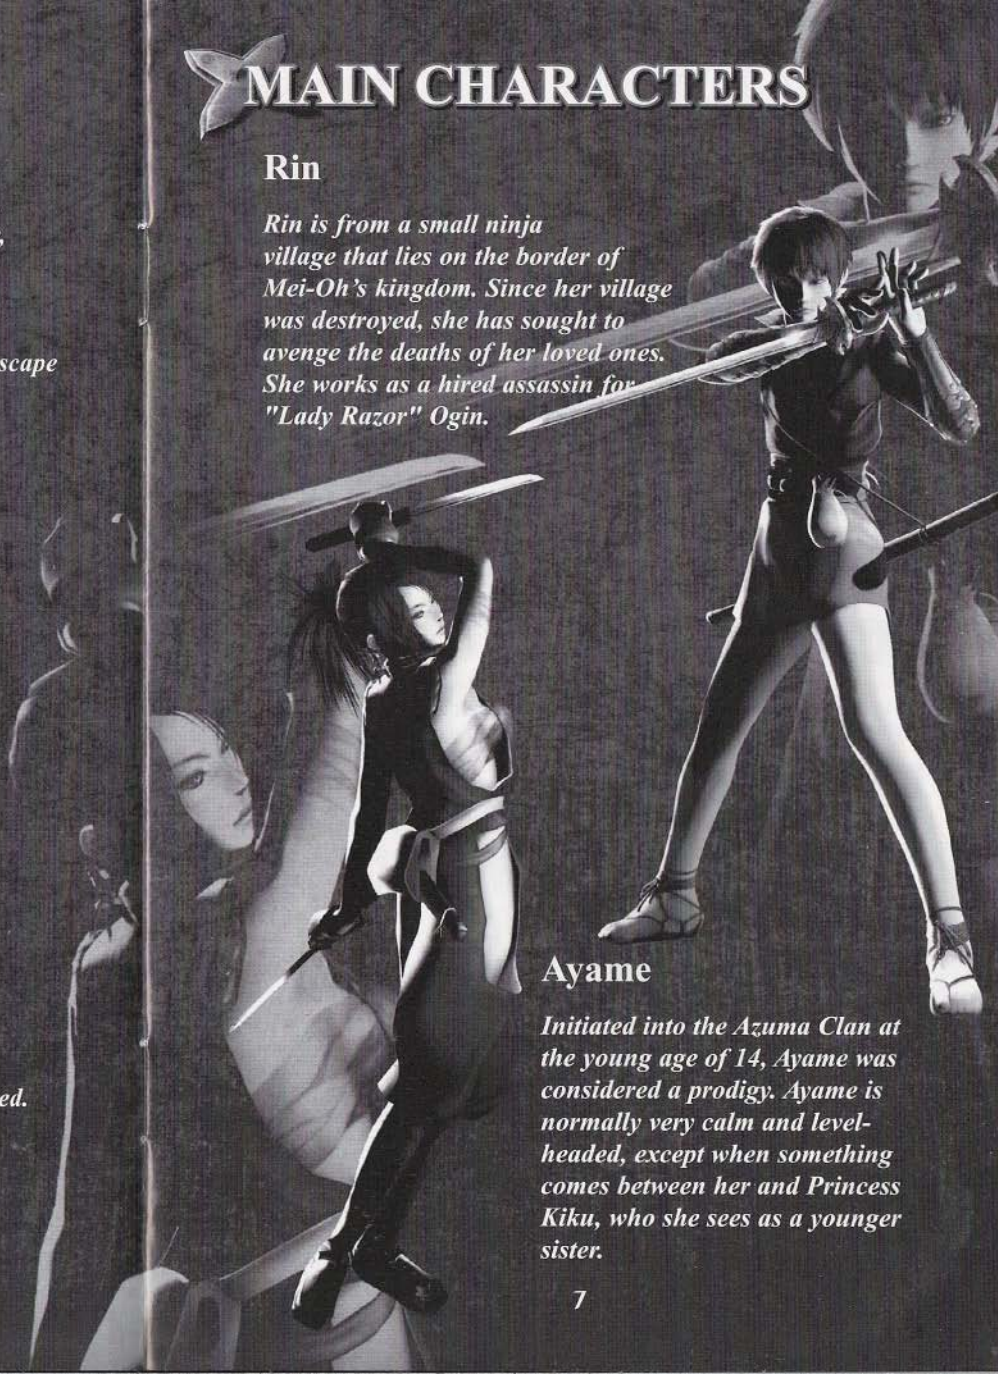 MAIN CHARACTERS
Rin
Rin is from a small ninja
village that lies on the border of
Mei-Oh's kingdom. Since her village
was destroyed, she has sought to
avenge the deaths of her loved ones.
She works as a hired assassin for
"Lady Razor" Ogin.
scape
ed.
Ayame
Initiated into the Azuma Clan at
the young age of 14, Ayame was
considered a prodigy. Ayame is
normally very calm and level-
headed, except when something
comes between her and Princess
Kiku, who she sees as a younger
sister.
7